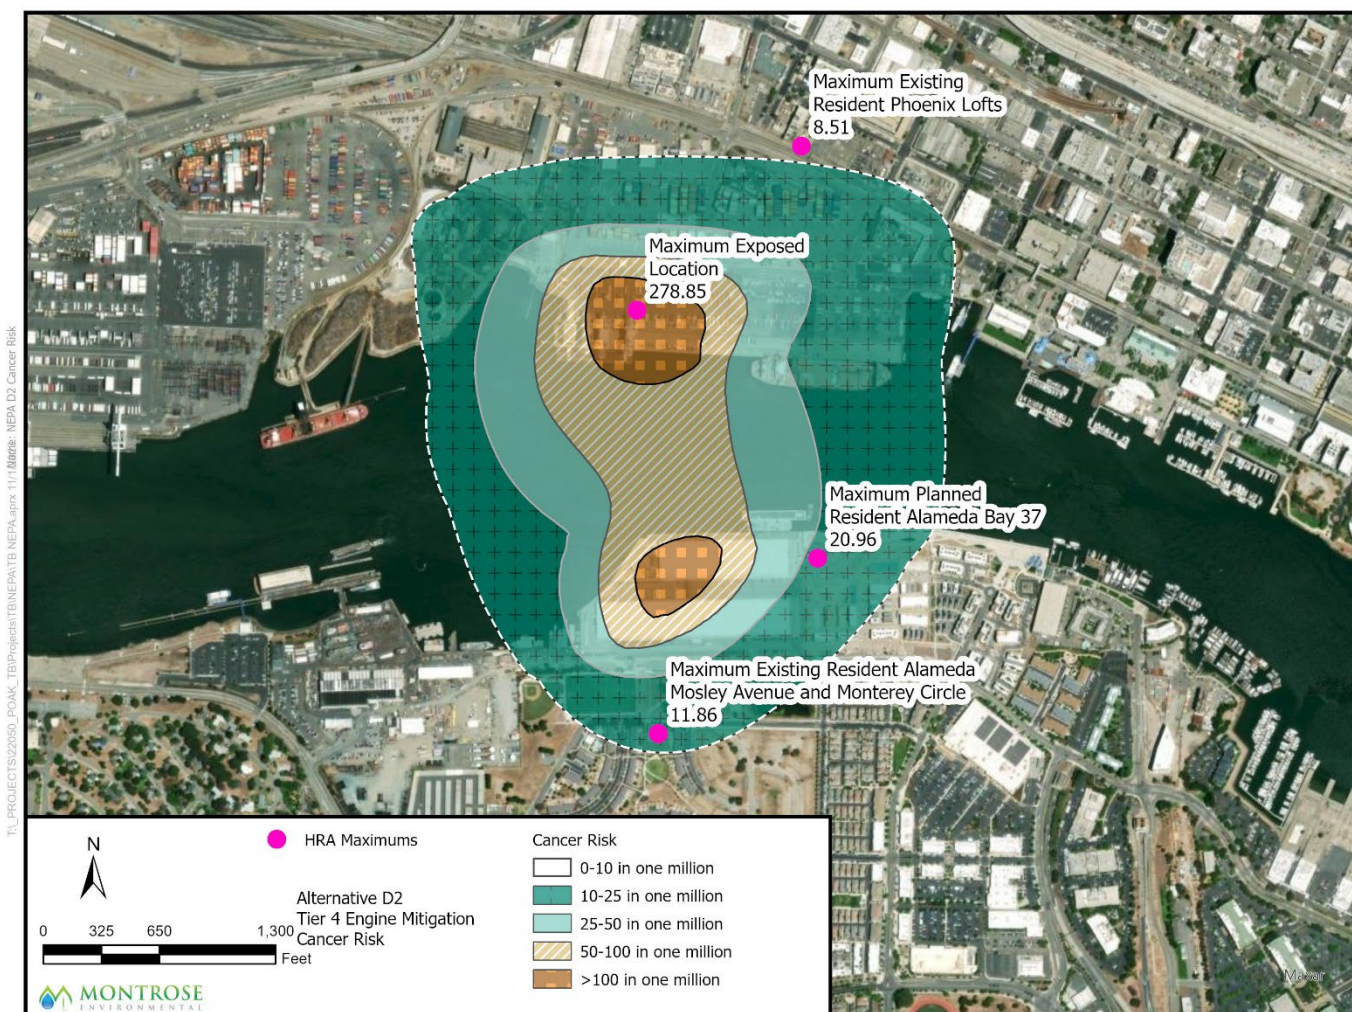 Maximum Existing
Resident Phoenix Lofts
8.51
Maximum Exposed
Location
278.85
Maximum Planned
Resident Alameda Bay 37
20.96
Maximum Existing Resident Alameda
Mosley Avenue and Monterey Circle
11.86
N
HRA Maximums
Alternative D2
Tier 4 Engine Mitigation
Cancer Risk
0 325 650 1,300
Feet
MONTROSE
ENVIRONMENTAL
Cancer Risk
0-10 in one million
10-25 in one million
25-50 in one million
50-100 in one million
>100 in one million
Maxar
NEPA D2 Cancer Risk